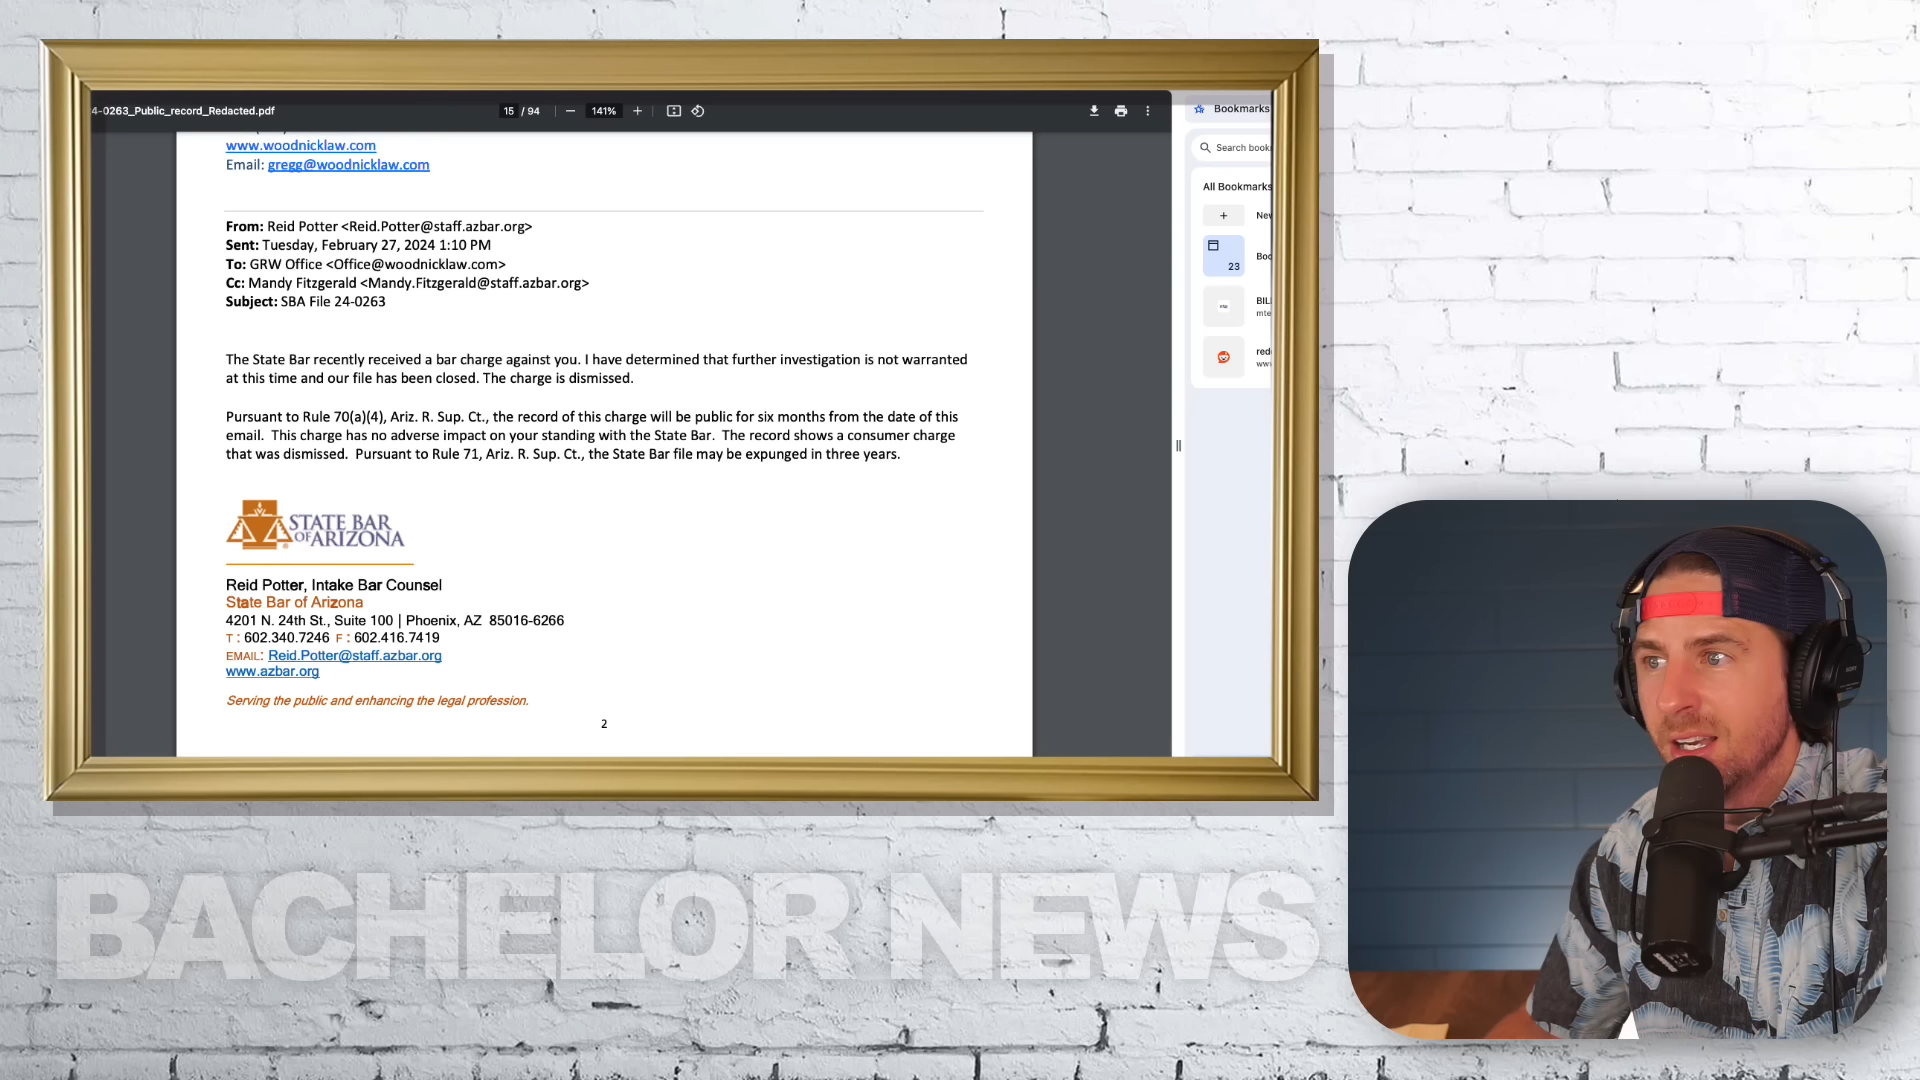 4-0263_Public_record_Redacted.pdf
15 / 94
141%
Bookmarks
www.woodnicklaw.com
Email: gregg@woodnicklaw.com
From: Reid Potter <Reid.Potter@staff.azbar.org>
Sent: Tuesday, February 27, 2024 1:10 PM
To: GRW Office <Office@woodnicklaw.com>
Cc: Mandy Fitzgerald <Mandy.Fitzgerald@staff.azbar.org>
Subject: SBA File 24-0263
The State Bar recently received a bar charge against you. I have determined that further investigation is not warranted
at this time and our file has been closed. The charge is dismissed.
Pursuant to Rule 70(a)(4), Ariz. R. Sup. Ct., the record of this charge will be public for six months from the date of this
email.  This charge has no adverse impact on your standing with the State Bar.  The record shows a consumer charge
that was dismissed.  Pursuant to Rule 71, Ariz. R. Sup. Ct., the State Bar file may be expunged in three years.
STATE BAR
OF ARIZONA
Reid Potter, Intake Bar Counsel
State Bar of Arizona
4201 N. 24th St., Suite 100 | Phoenix, AZ  85016-6266
T : 602.340.7246  F : 602.416.7419
EMAIL: Reid.Potter@staff.azbar.org
www.azbar.org
Serving the public and enhancing the legal profession.
2
Search book
All Bookmarks
+ New
23
Boo
BILL
mte
redd
www
BACHELOR NEWS